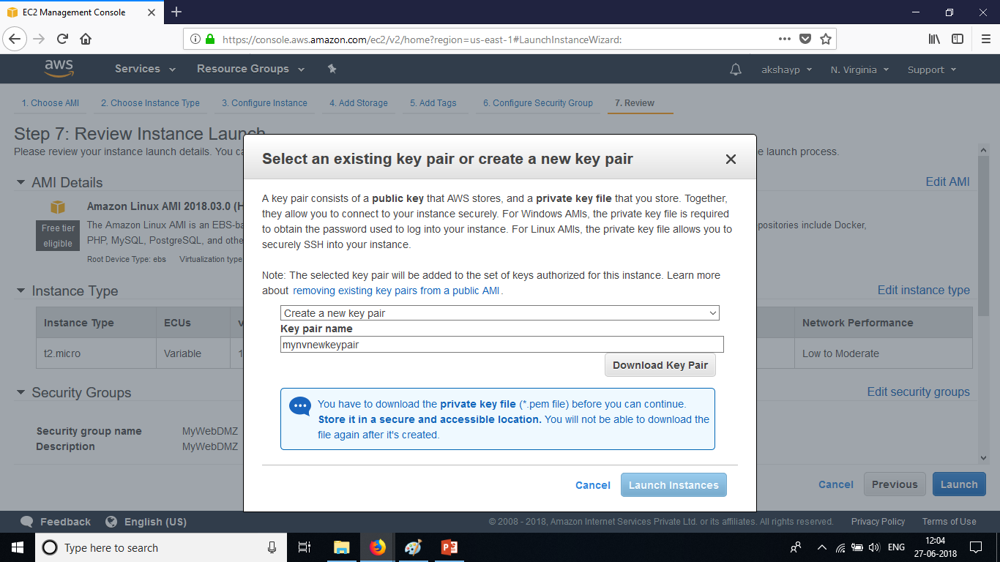 EC2 Management Console
https://console.aws.amazon.com/ec2/v2/home?region=us-east-1#LaunchInstanceWizard:
aws Services Resource Groups akshayp N. Virginia Support
1. Choose AMI 2. Choose Instance Type 3. Configure Instance 4. Add Storage 5. Add Tags 6. Configure Security Group 7. Review
Step 7: Review Instance Launch
Please review your instance launch details. You ca e launch process.
AMI Details Edit AMI
Amazon Linux AMI 2018.03.0 (H
Free tier eligible
The Amazon Linux AMI is an EBS-ba positories include Docker,
PHP, MySQL, PostgreSQL, and othe
Root Device Type: ebs Virtualization type
Instance Type Edit instance type
Instance Type ECUs v Network Performance
t2.micro Variable 1 Low to Moderate
Security Groups Edit security groups
Security group name MyWebDMZ
Description MyWebDMZ
Select an existing key pair or create a new key pair
A key pair consists of a public key that AWS stores, and a private key file that you store. Together,
they allow you to connect to your instance securely. For Windows AMIs, the private key file is required
to obtain the password used to log into your instance. For Linux AMIs, the private key file allows you to
securely SSH into your instance.
Note: The selected key pair will be added to the set of keys authorized for this instance. Learn more
about removing existing key pairs from a public AMI .
Create a new key pair
Key pair name
mynvnewkeypair
Download Key Pair
You have to download the private key file (*.pem file) before you can continue.
Store it in a secure and accessible location. You will not be able to download the
file again after it's created.
Cancel Launch Instances
Cancel Previous Launch
Feedback English (US) © 2008 - 2018, Amazon Internet Services Private Ltd. or its affiliates. All rights reserved. Privacy Policy Terms of Use
Type here to search ENG 12:04
27-06-2018